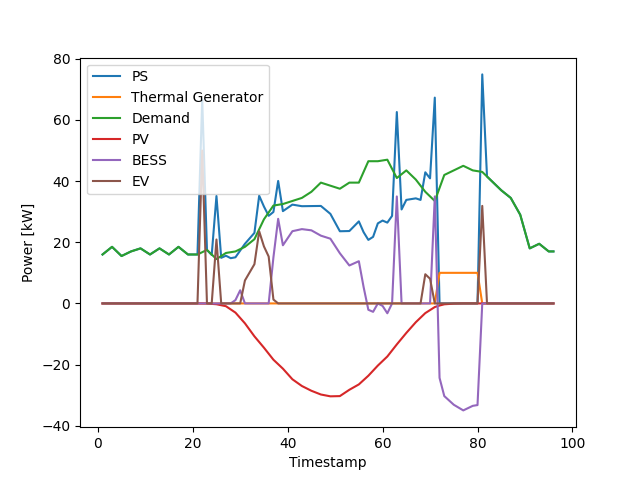 80
60
40
20
0
−20
−40
Power [kW]
PS
Thermal Generator
Demand
PV
BESS
EV
0
20
40
60
80
100
Timestamp